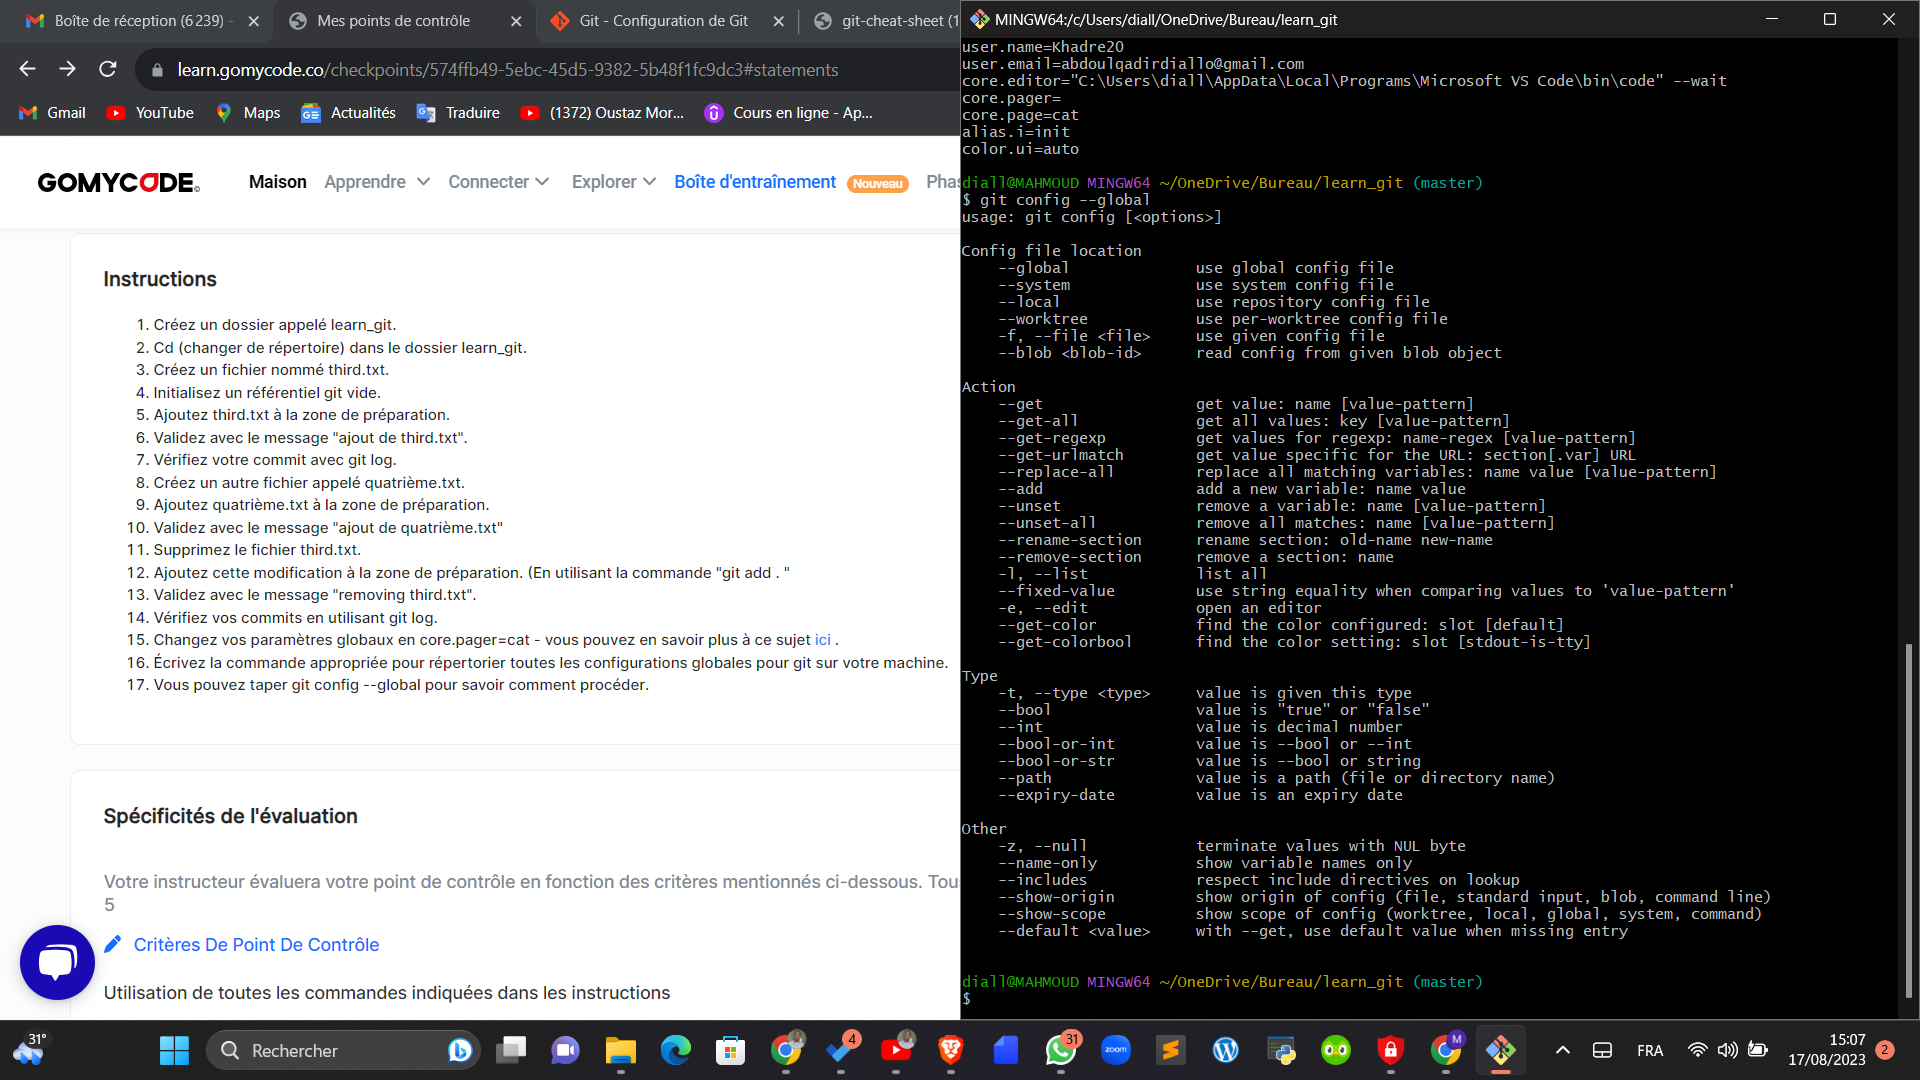 Boîte de réception (6 239) -
Mes points de contrôle
Git - Configuration de Git
git-cheat-sheet (1
learn.gomycode.co/checkpoints/574ffb49-5ebc-45d5-9382-5b48f1fc9dc3#statements
Gmail
YouTube
Maps
Actualités
Traduire
(1372) Oustaz Mor...
Cours en ligne - Ap...
GOMYCODE
Maison
Apprendre
Connecter
Explorer
Boîte d'entraînement
Nouveau
Phas
Instructions
1. Créez un dossier appelé learn_git.
2. Cd (changer de répertoire) dans le dossier learn_git.
3. Créez un fichier nommé third.txt.
4. Initialisez un référentiel git vide.
5. Ajoutez third.txt à la zone de préparation.
6. Validez avec le message "ajout de third.txt".
7. Vérifiez votre commit avec git log.
8. Créez un autre fichier appelé quatrième.txt.
9. Ajoutez quatrième.txt à la zone de préparation.
10. Validez avec le message "ajout de quatrième.txt"
11. Supprimez le fichier third.txt.
12. Ajoutez cette modification à la zone de préparation. (En utilisant la commande "git add . "
13. Validez avec le message "removing third.txt".
14. Vérifiez vos commits en utilisant git log.
15. Changez vos paramètres globaux en core.pager=cat - vous pouvez en savoir plus à ce sujet ici .
16. Écrivez la commande appropriée pour répertorier toutes les configurations globales pour git sur votre machine.
17. Vous pouvez taper git config --global pour savoir comment procéder.
Spécificités de l'évaluation
Votre instructeur évaluera votre point de contrôle en fonction des critères mentionnés ci-dessous. Tou
5
Critères De Point De Contrôle
Utilisation de toutes les commandes indiquées dans les instructions
MINGW64:/c/Users/diall/OneDrive/Bureau/learn_git
user.name=Khadre20
user.email=abdoulqadirdiallo@gmail.com
core.editor="C:\Users\diall\AppData\Local\Programs\Microsoft VS Code\bin\code" --wait
core.pager=
core.page=cat
alias.i=init
color.ui=auto
diall@MAHMOUD MINGW64 ~/OneDrive/Bureau/learn_git (master)
$ git config --global
usage: git config [<options>]
Config file location
--global use global config file
--system use system config file
--local use repository config file
--worktree use per-worktree config file
-f, --file <file> use given config file
--blob <blob-id> read config from given blob object
Action
--get get value: name [value-pattern]
--get-all get all values: key [value-pattern]
--get-regexp get values for regexp: name-regex [value-pattern]
--get-urlmatch get value specific for the URL: section[.var] URL
--replace-all replace all matching variables: name value [value-pattern]
--add add a new variable: name value
--unset remove a variable: name [value-pattern]
--unset-all remove all matches: name [value-pattern]
--rename-section rename section: old-name new-name
--remove-section remove a section: name
-l, --list list all
--fixed-value use string equality when comparing values to 'value-pattern'
-e, --edit open an editor
--get-color find the color configured: slot [default]
--get-colorbool find the color setting: slot [stdout-is-tty]
Type
-t, --type <type> value is given this type
--bool value is "true" or "false"
--int value is decimal number
--bool-or-int value is --bool or --int
--bool-or-str value is --bool or string
--path value is a path (file or directory name)
--expiry-date value is an expiry date
Other
-z, --null terminate values with NUL byte
--name-only show variable names only
--includes respect include directives on lookup
--show-origin show origin of config (file, standard input, blob, command line)
--show-scope show scope of config (worktree, local, global, system, command)
--default <value> with --get, use default value when missing entry
diall@MAHMOUD MINGW64 ~/OneDrive/Bureau/learn_git (master)
$
31°
Rechercher
4
31
zoom
M
FRA
15:07
17/08/2023
2